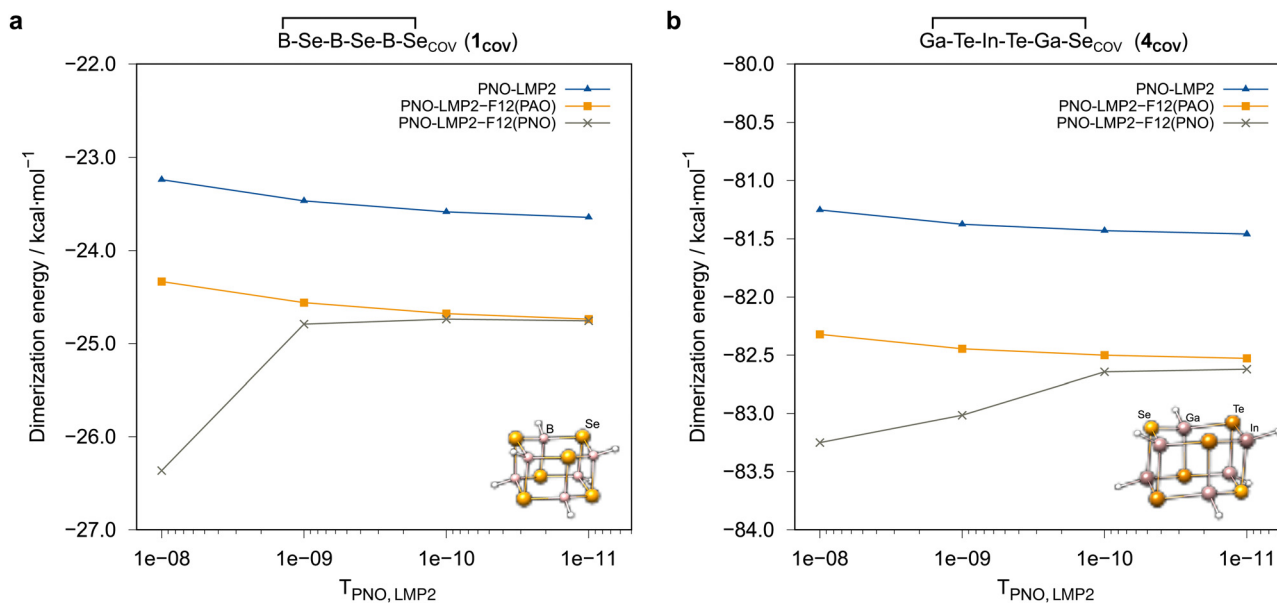 a
B-Se-B-Se-B-SeCOV (1COV)
−22.0
−23.0
−24.0
−25.0
−26.0
−27.0
Dimerization energy / kcal·mol−1
PNO-LMP2
PNO-LMP2−F12(PAO)
PNO-LMP2−F12(PNO)
B
Se
1e−08
1e−09
1e−10
1e−11
TPNO, LMP2
b
Ga-Te-In-Te-Ga-SeCOV (4COV)
−80.0
−80.5
−81.0
−81.5
−82.0
−82.5
−83.0
−83.5
−84.0
Dimerization energy / kcal·mol−1
PNO-LMP2
PNO-LMP2−F12(PAO)
PNO-LMP2−F12(PNO)
Se
Ga
Te
In
1e−08
1e−09
1e−10
1e−11
TPNO, LMP2